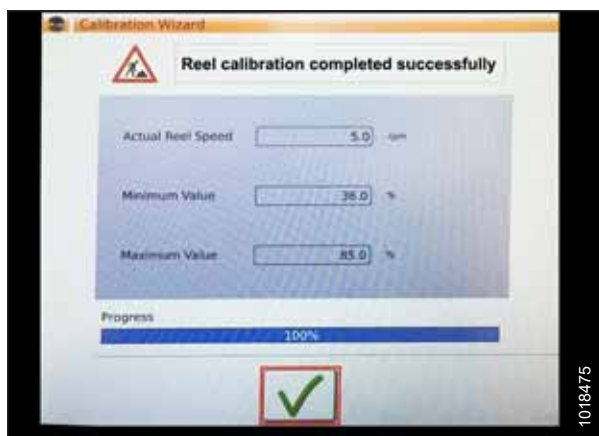 Calibration Wizard
Reel calibration completed successfully
Actual Reel Speed 5.0 rpm
Minimum Value 36.0 %
Maximum Value 85.0 %
Progress
100%
1018475